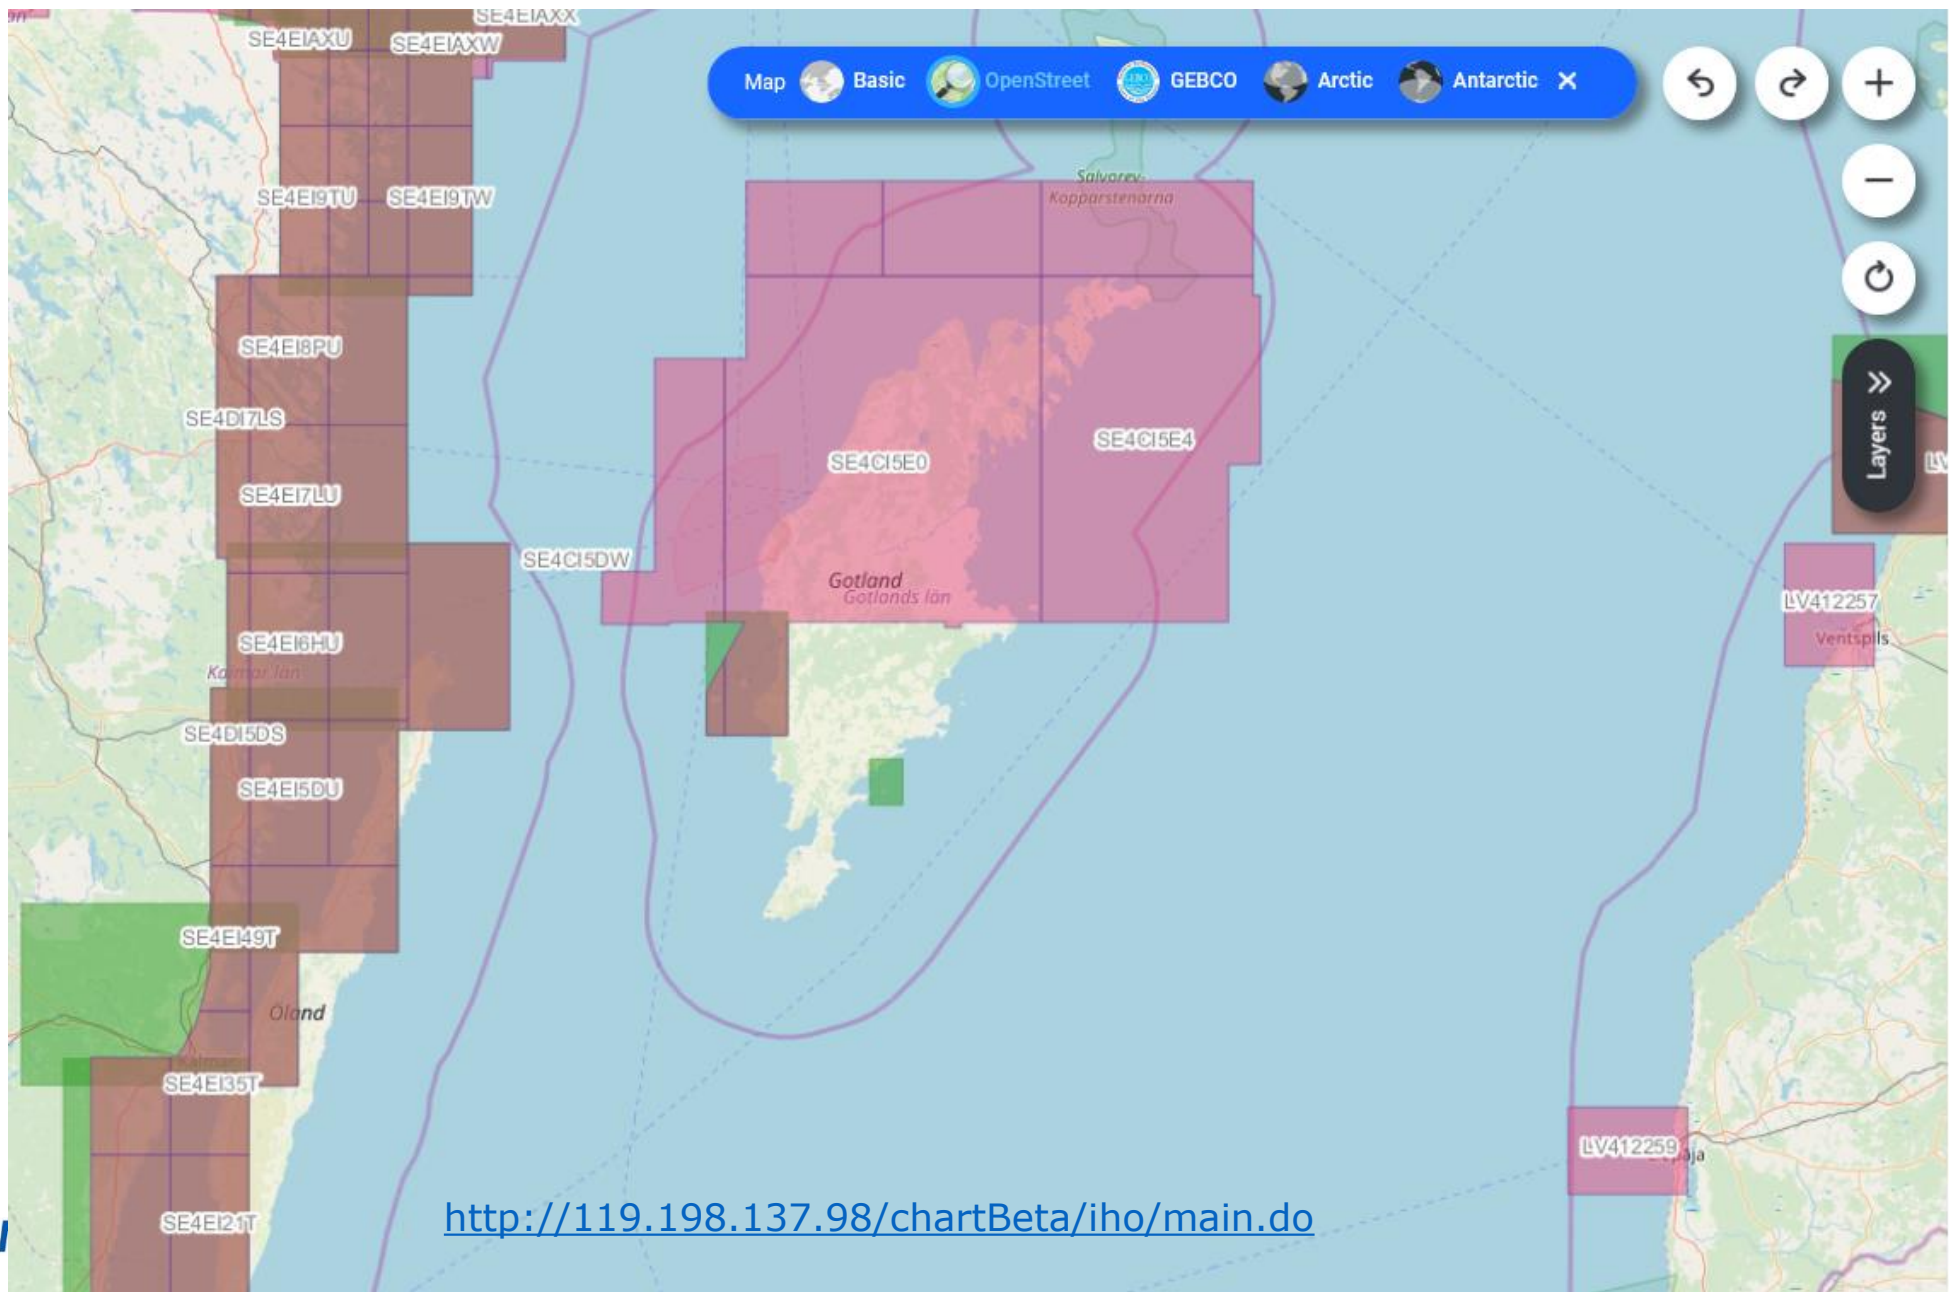 SE4EIAXX
SE4EIAXU
SE4EIAXW
Map Basic OpenStreet GEBCO Arctic Antarctic
Salvorev-
Kopparstenarna
SE4EI9TU
SE4EI9TW
SE4EI8PU
SE4DI7LS
Layers
SE4CI5E4
SE4CI5E0
LV
SE4EI7LU
SE4CI5DW
Gotland
Gotlands län
LV412257
Ventspils
SE4EI6HU
Kalmar län
SE4DI5DS
SE4EI5DU
SE4EI49T
Öland
Kalmar
SE4EI35T
LV412259
SE4EI21T
http://119.198.137.98/chartBeta/iho/main.do